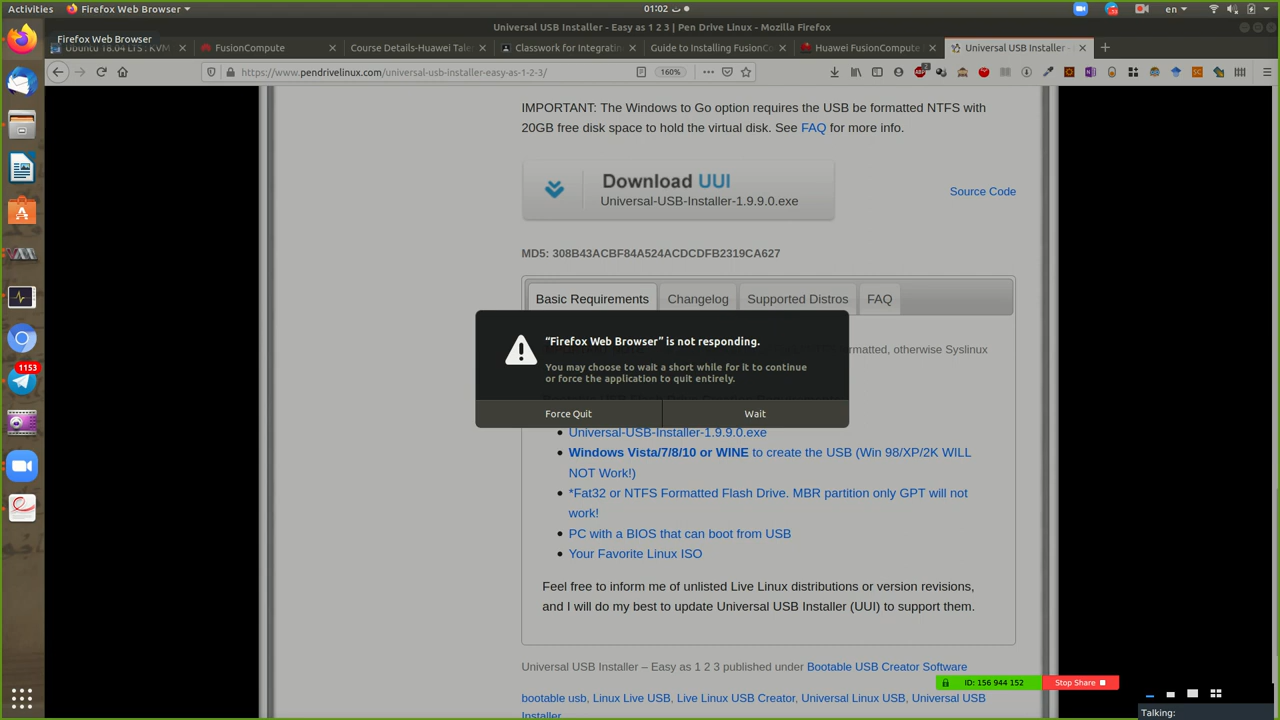 Activities
Firefox Web Browser
01:02 ت
en
Universal USB Installer - Easy as 1 2 3 | Pen Drive Linux - Mozilla Firefox
Firefox Web Browser
Ubuntu 18.04 LTS : KVM
FusionCompute
Course Details-Huawei Tale
Classwork for Integratin
Guide to Installing FusionC
Huawei FusionCompute
Universal USB Installer -
https://www.pendrivelinux.com/universal-usb-installer-easy-as-1-2-3/
160%
2
IMPORTANT: The Windows to Go option requires the USB be formatted NTFS with
20GB free disk space to hold the virtual disk. See FAQ for more info.
Download UUI
Universal-USB-Installer-1.9.9.0.exe
Source Code
MD5: 308B43ACBF84A524ACDCDFB2319CA627
Basic Requirements
Changelog
Supported Distros
FAQ
formatted, otherwise Syslinux
“Firefox Web Browser” is not responding.
You may choose to wait a short while for it to continue
or force the application to quit entirely.
Force Quit
Wait
Universal-USB-Installer-1.9.9.0.exe
Windows Vista/7/8/10 or WINE to create the USB (Win 98/XP/2K WILL
NOT Work!)
*Fat32 or NTFS Formatted Flash Drive. MBR partition only GPT will not
work!
PC with a BIOS that can boot from USB
Your Favorite Linux ISO
Feel free to inform me of unlisted Live Linux distributions or version revisions,
and I will do my best to update Universal USB Installer (UUI) to support them.
Universal USB Installer – Easy as 1 2 3 published under Bootable USB Creator Software
bootable usb, Linux Live USB, Live Linux USB Creator, Universal Linux USB, Universal USB
Installer
1153
ID: 156 944 152
Stop Share
Talking: